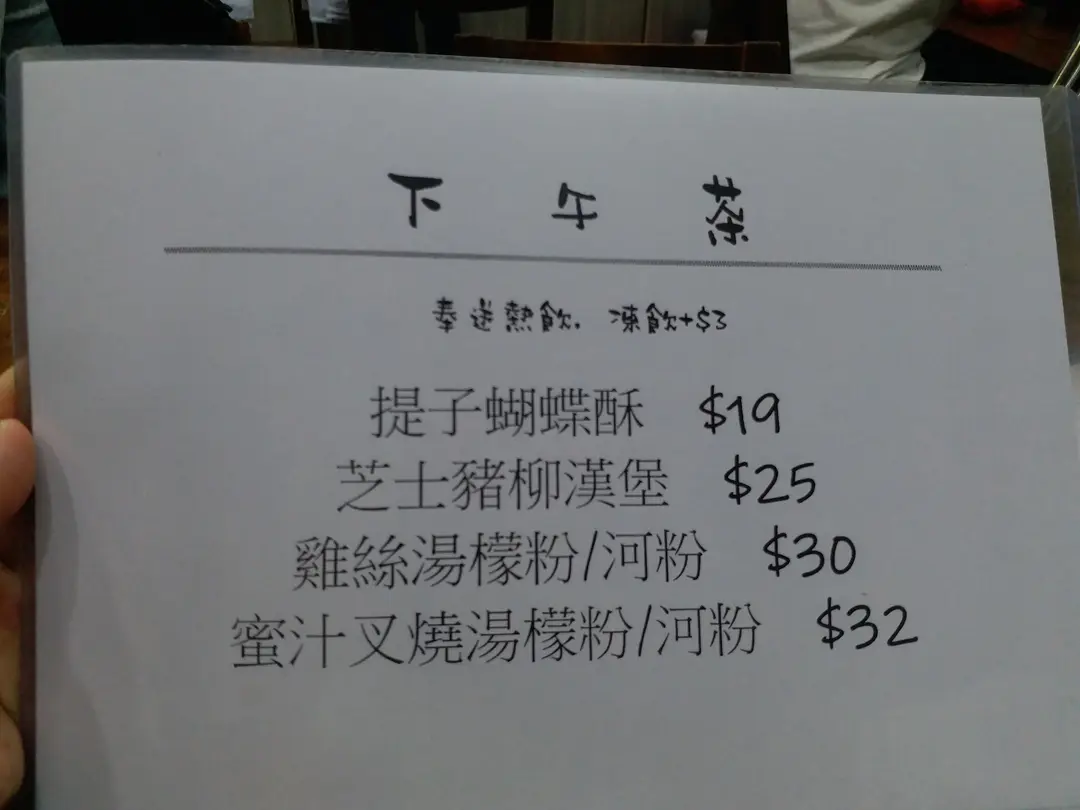 下午茶
奉送熱飲. 凍飲+$3
提子蝴蝶酥 $19
芝士豬柳漢堡 $25
雞絲湯檬粉/河粉 $30
蜜汁叉燒湯檬粉/河粉 $32